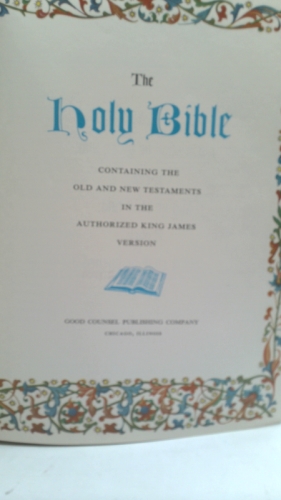 The
Holy Bible
CONTAINING THE
OLD AND NEW TESTAMENTS
IN THE
AUTHORIZED KING JAMES
VERSION
GOOD COUNSEL PUBLISHING COMPANY
CHICAGO, ILLINOIS